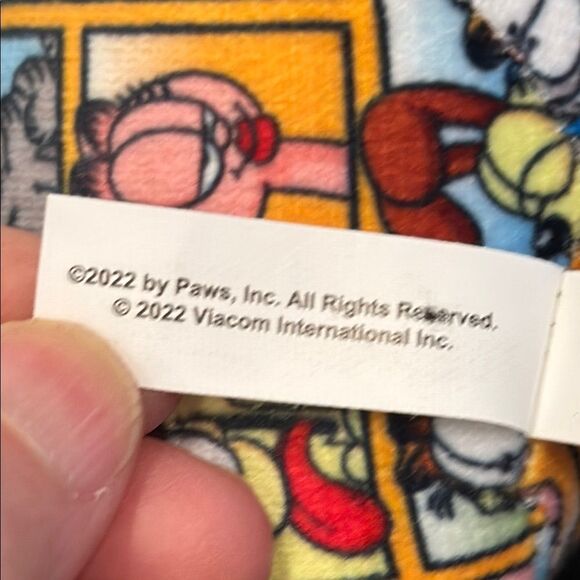 ©2022 by Paws, Inc. All Rights Reserved.
© 2022 Viacom International Inc.